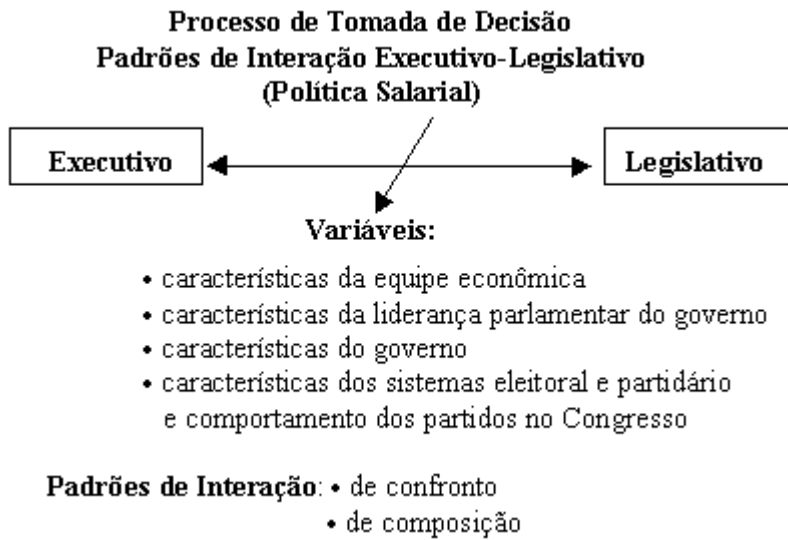 Processo de Tomada de Decisão
Padrões de Interação Executivo-Legislativo
(Política Salarial)
Executivo
Legislativo
Variáveis:
• características da equipe econômica
• características da liderança parlamentar do governo
• características do governo
• características dos sistemas eleitoral e partidário
e comportamento dos partidos no Congresso
Padrões de Interação: • de confronto
• de composição